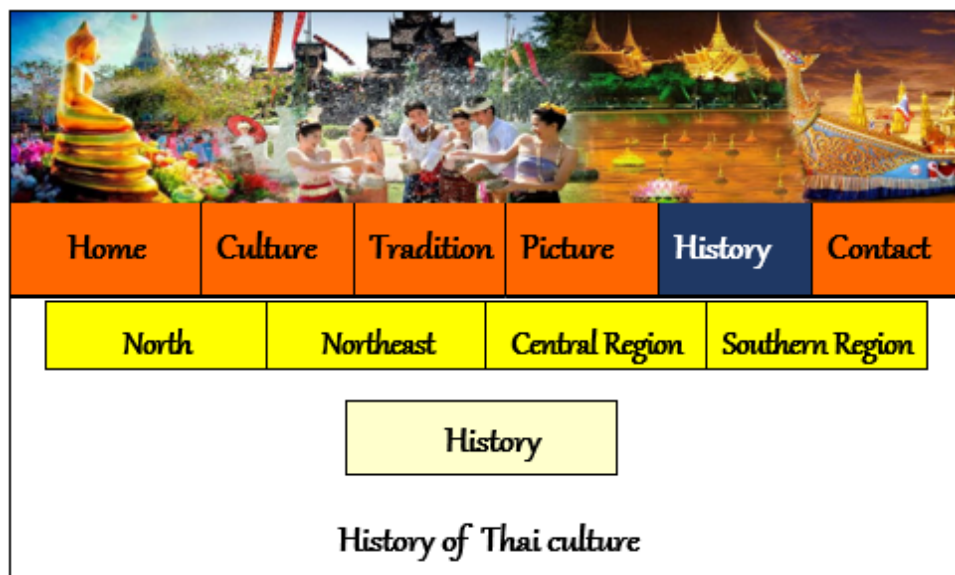 Home Culture Tradition Picture History Contact
North Northeast Central Region Southern Region
History
History of Thai culture